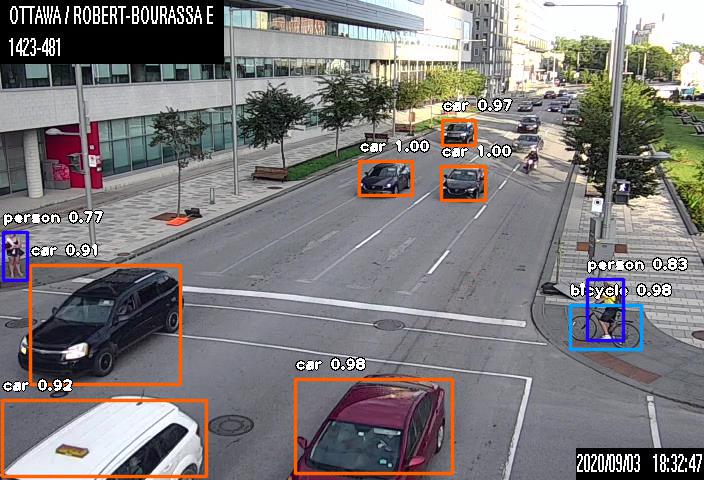 OTTAWA / ROBERT-BOURASSA E
1423-481
car 0.97
car 1.00
car 1.00
person 0.77
car 0.91
person 0.83
bicycle 0.98
car 0.98
car 0.92
2020/09/03 18:32:47